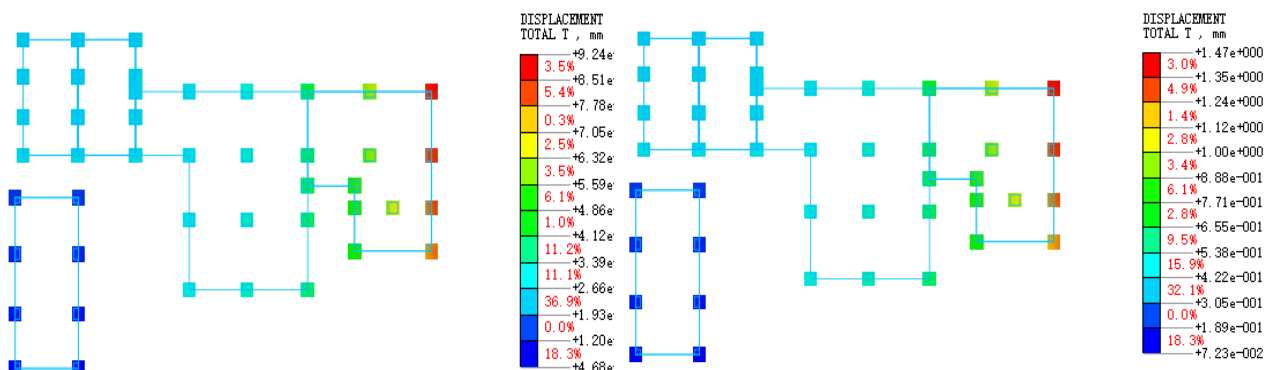 DISPLACEMENT
TOTAL T , mm
+9.24e
3.5%
+8.51e
5.4%
+7.78e
0.3%
+7.05e
2.5%
+6.32e
3.5%
+5.59e
6.1%
+4.86e
1.0%
+4.12e
11.2%
+3.39e
11.1%
+2.66e
36.9%
+1.93e
0.0%
+1.20e
18.3%
+4.68e
DISPLACEMENT
TOTAL T , mm
+1.47e+000
3.0%
+1.35e+000
4.9%
+1.24e+000
1.4%
+1.12e+000
2.8%
+1.00e+000
3.4%
+8.88e-001
6.1%
+7.71e-001
2.8%
+6.55e-001
9.5%
+5.38e-001
15.9%
+4.22e-001
32.1%
+3.05e-001
0.0%
+1.89e-001
18.3%
+7.23e-002